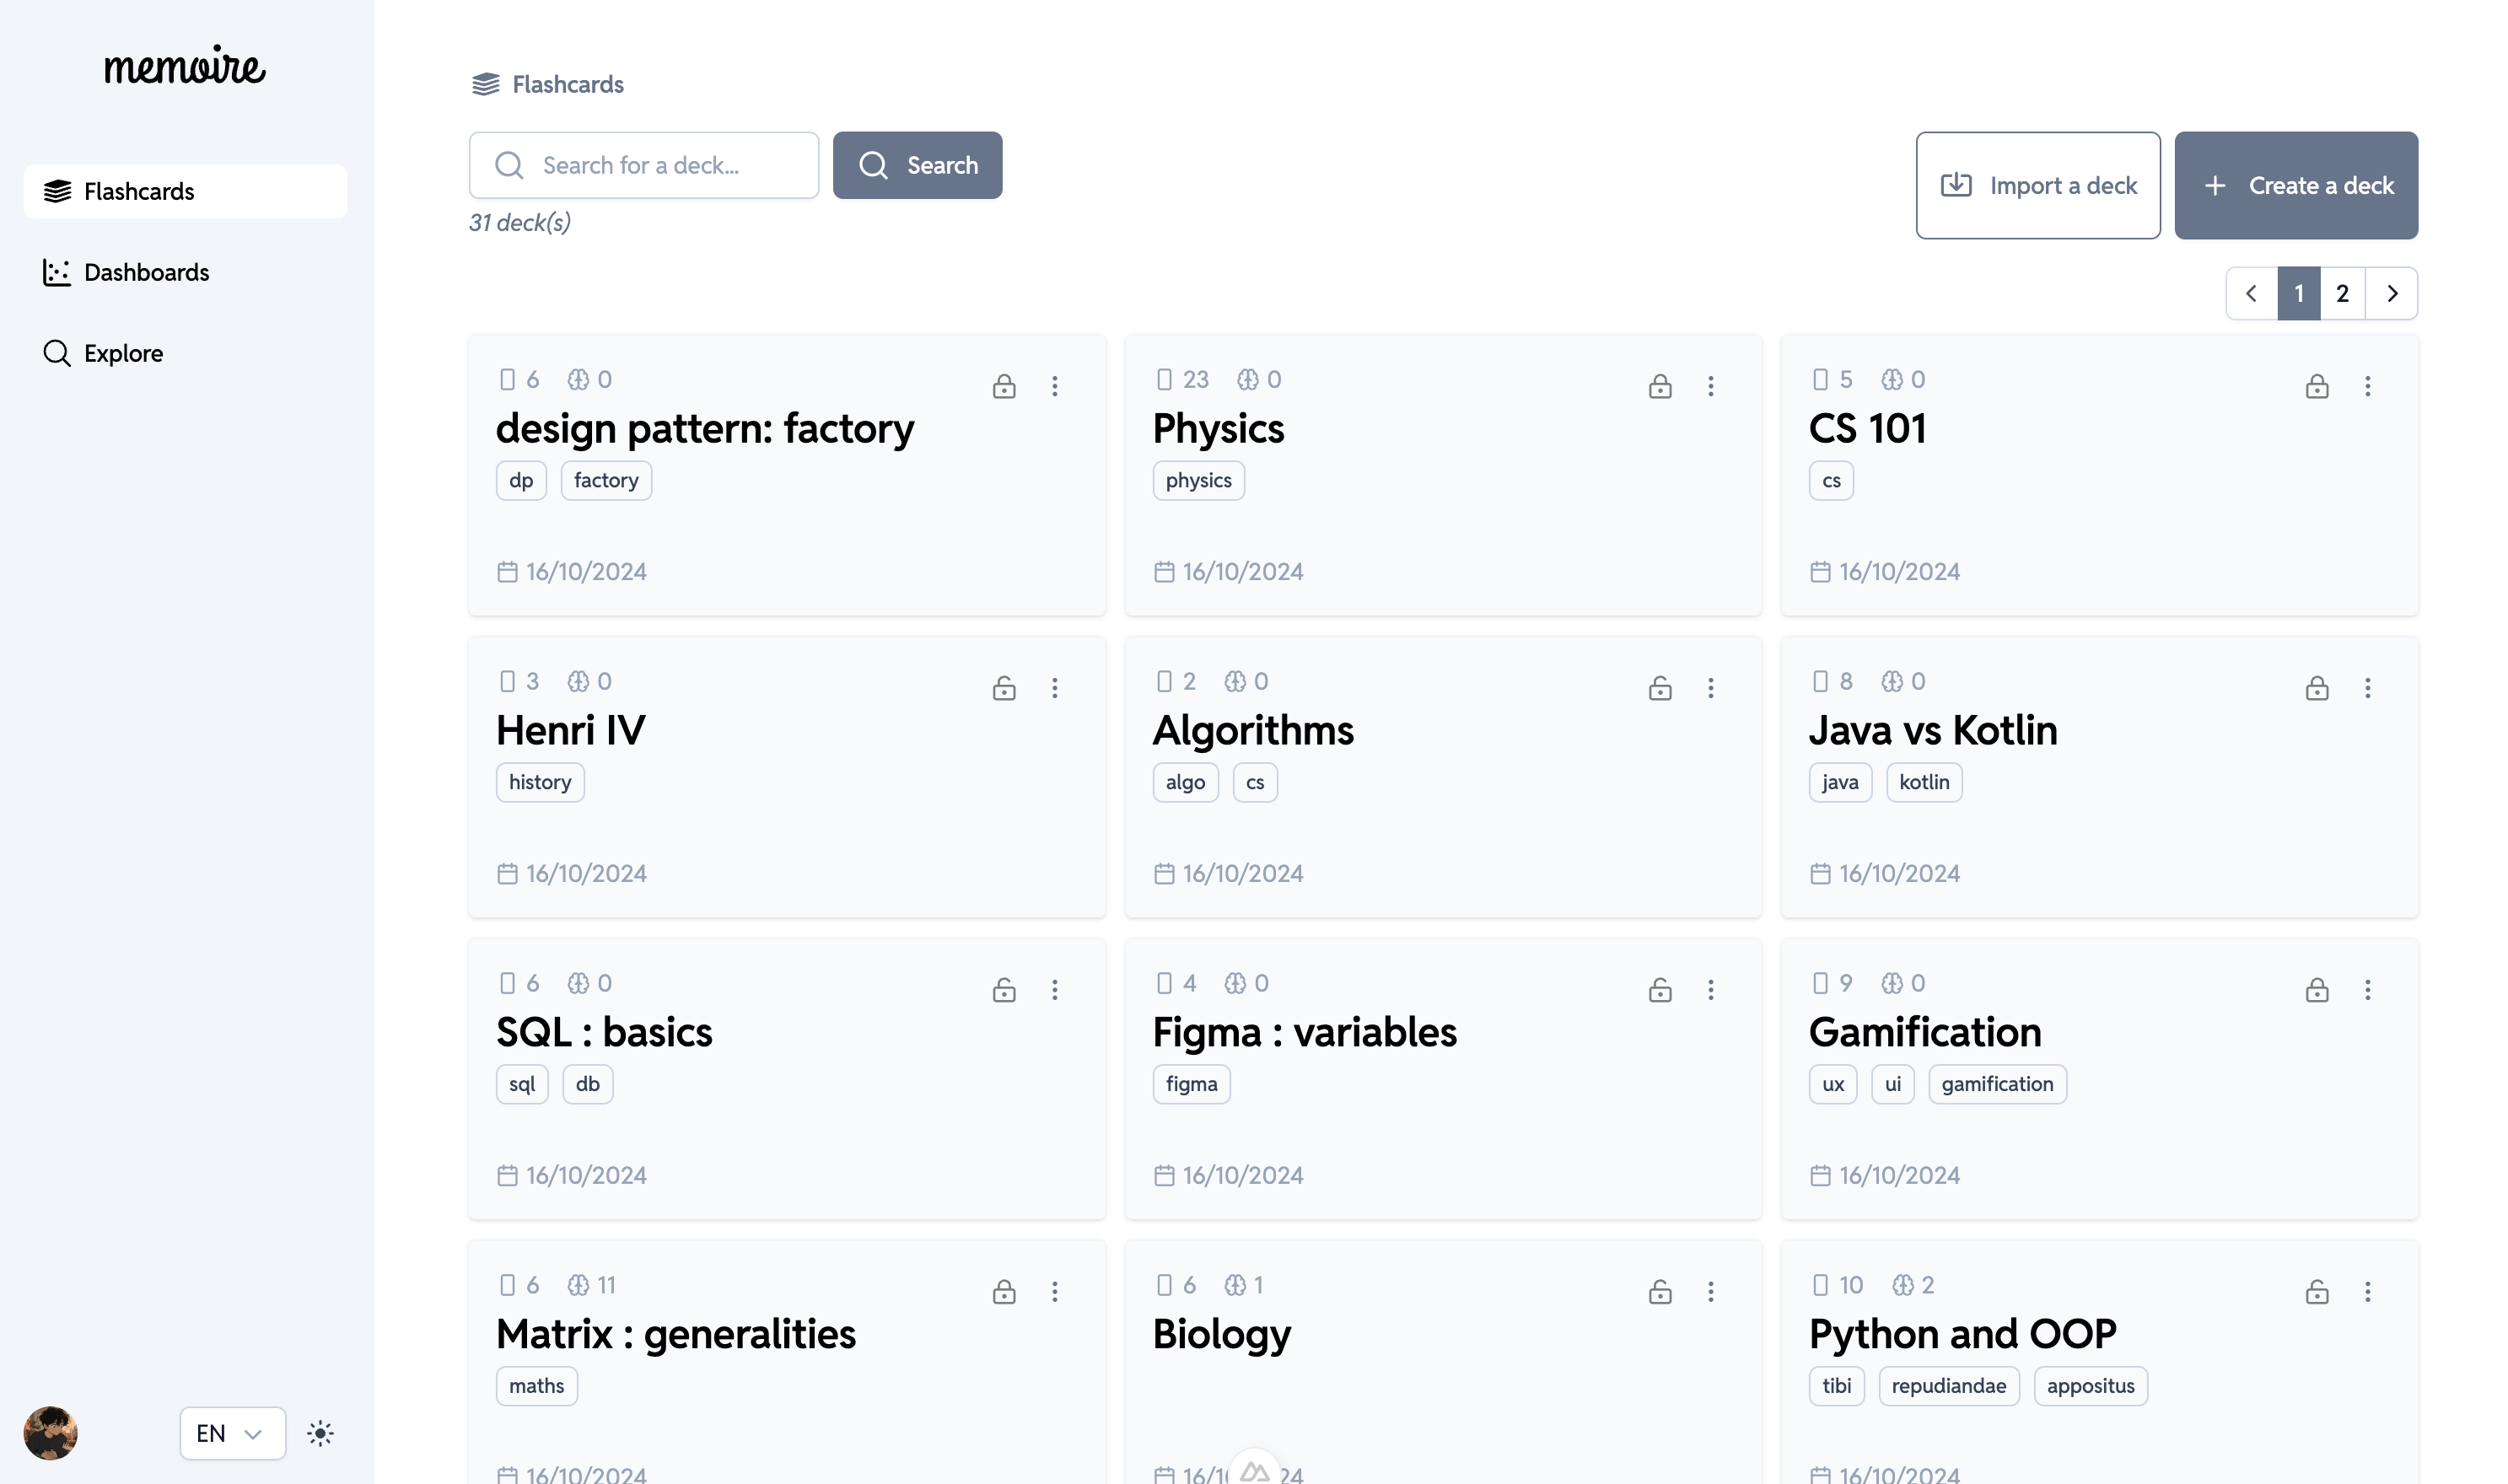 memoire
Flashcards
Dashboards
Explore
EN
Flashcards
Search for a deck...
Search
31 deck(s)
Import a deck
Create a deck
1 2
6 0
design pattern: factory
dp factory
16/10/2024
23 0
Physics
physics
16/10/2024
5 0
CS 101
cs
16/10/2024
3 0
Henri IV
history
16/10/2024
2 0
Algorithms
algo cs
16/10/2024
8 0
Java vs Kotlin
java kotlin
16/10/2024
6 0
SQL : basics
sql db
16/10/2024
4 0
Figma : variables
figma
16/10/2024
9 0
Gamification
ux ui gamification
16/10/2024
6 11
Matrix : generalities
maths
16/10/2024
6 1
Biology
10 2
Python and OOP
tibi repudiandae appositus
16/10/2024